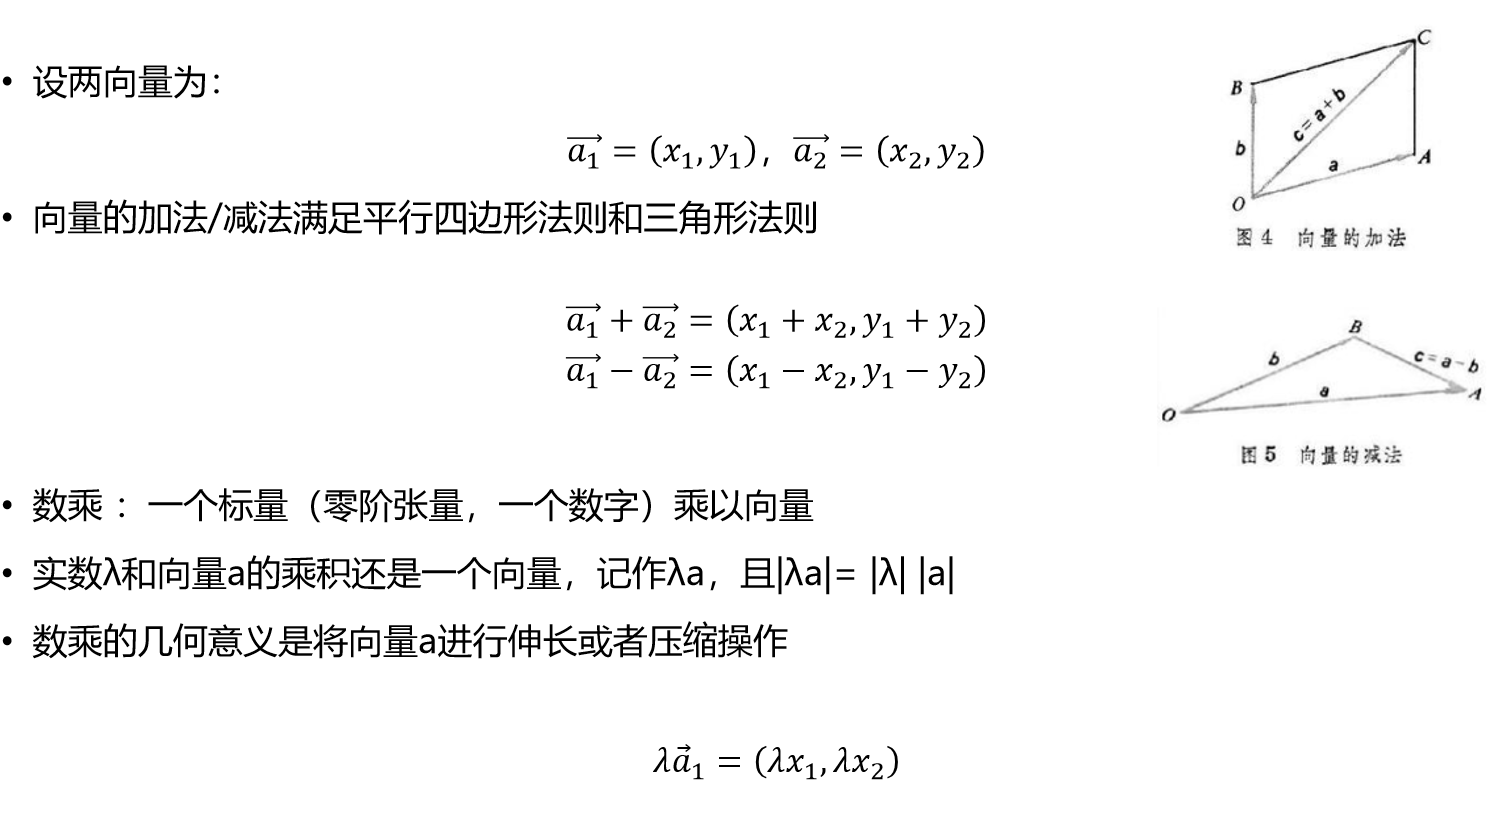 • 设两向量为：
$\overrightarrow{a_1} = (x_1, y_1)，\overrightarrow{a_2} = (x_2, y_2)$
• 向量的加法/减法满足平行四边形法则和三角形法则
$\overrightarrow{a_1} + \overrightarrow{a_2} = (x_1 + x_2, y_1 + y_2)$
$\overrightarrow{a_1} - \overrightarrow{a_2} = (x_1 - x_2, y_1 - y_2)$
• 数乘 ：一个标量（零阶张量，一个数字）乘以向量
• 实数λ和向量a的乘积还是一个向量，记作λa，且|λa|= |λ| |a|
• 数乘的几何意义是将向量a进行伸长或者压缩操作
$\lambda \vec{a}_1 = (\lambda x_1, \lambda x_2)$
C
B
c=a+b
b
a
A
O
图4 向量的加法
B
b
c=a-b
a
A
O
图5 向量的减法